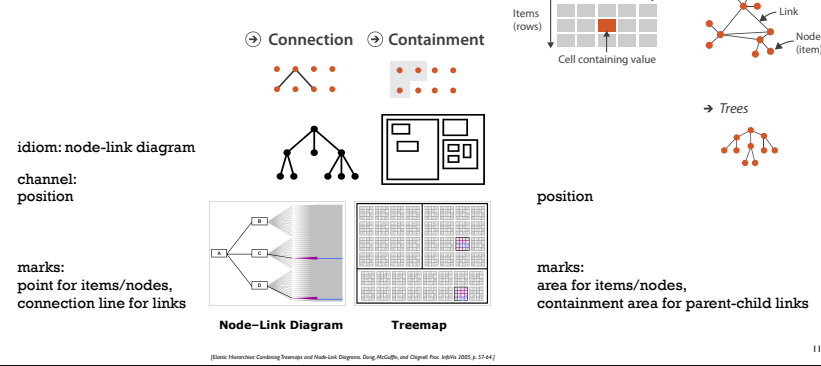 Items
(rows)
Cell containing value
Link
Node
(item)
→ Connection → Containment
→ Trees
idiom: node-link diagram
channel:
position
position
A
B
C
D
marks:
point for items/nodes,
connection line for links
marks:
area for items/nodes,
containment area for parent-child links
Node–Link Diagram Treemap
[Elastic Hierarchies: Combining Treemaps and Node-Link Diagrams. Dong, McGuffin, and Chignell. Proc. InfoVis 2005, p. 57-64.]